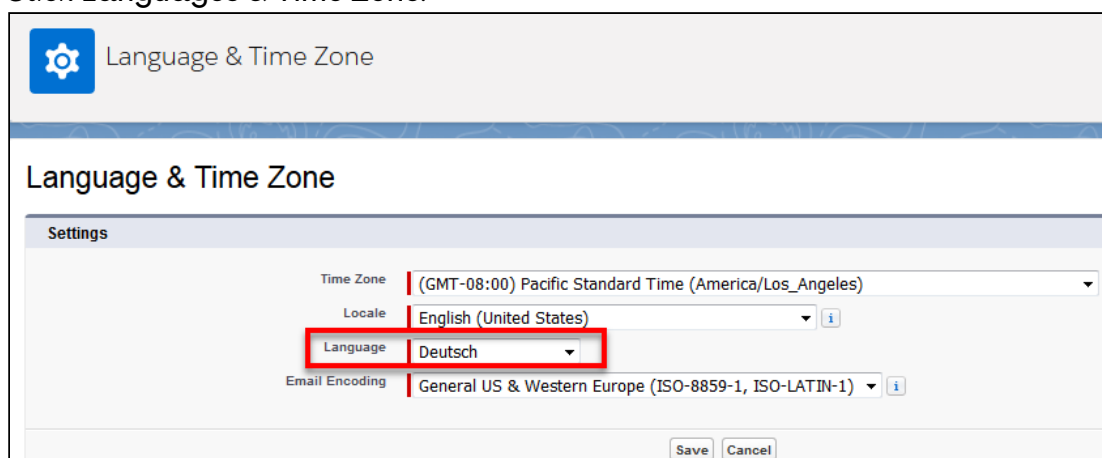 Language & Time Zone
Language & Time Zone
Settings
Time Zone (GMT-08:00) Pacific Standard Time (America/Los_Angeles)
Locale English (United States) i
Language Deutsch
Email Encoding General US & Western Europe (ISO-8859-1, ISO-LATIN-1) i
Save Cancel